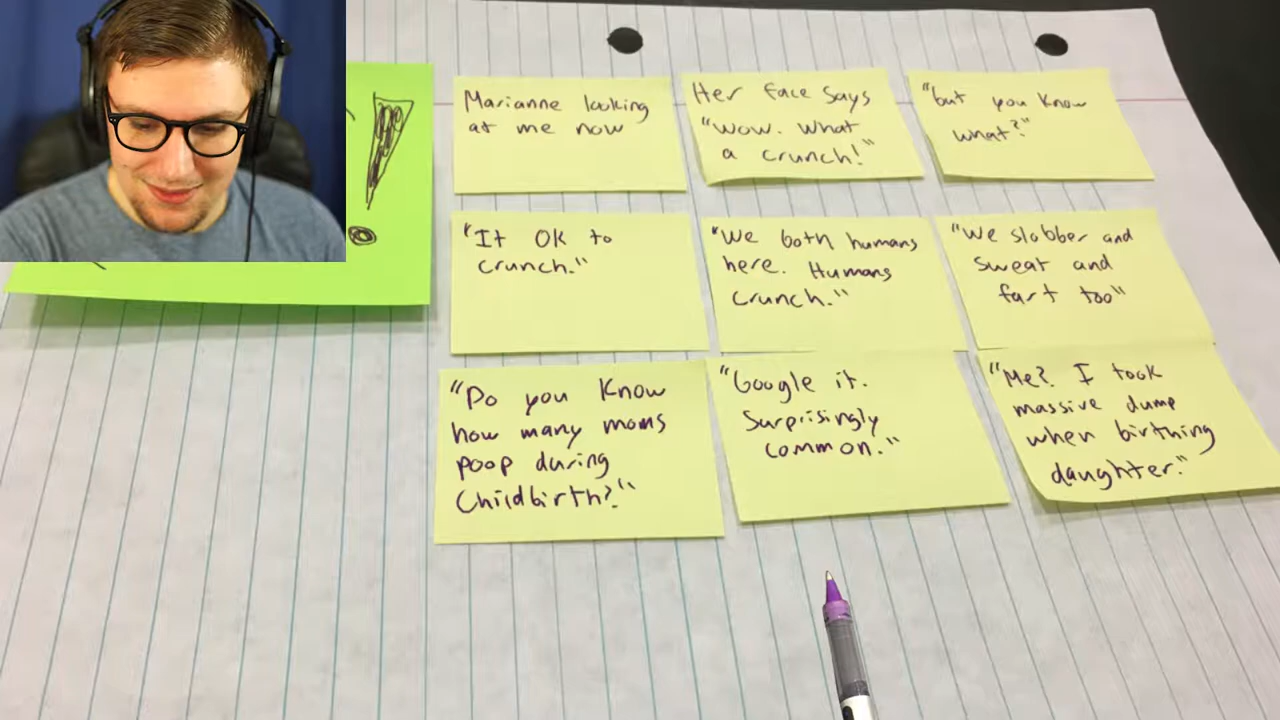 Marianne looking
at me now
Her face says
"Wow. What
a crunch!"
"but you know
what?"
"It OK to
crunch."
"We both humans
here. Humans
crunch."
"We slobber and
sweat and
fart too"
"Do you know
how many moms
poop during
Childbirth?"
"Google it.
Surprisingly
common."
"Me? I took
massive dump
when birthing
daughter."